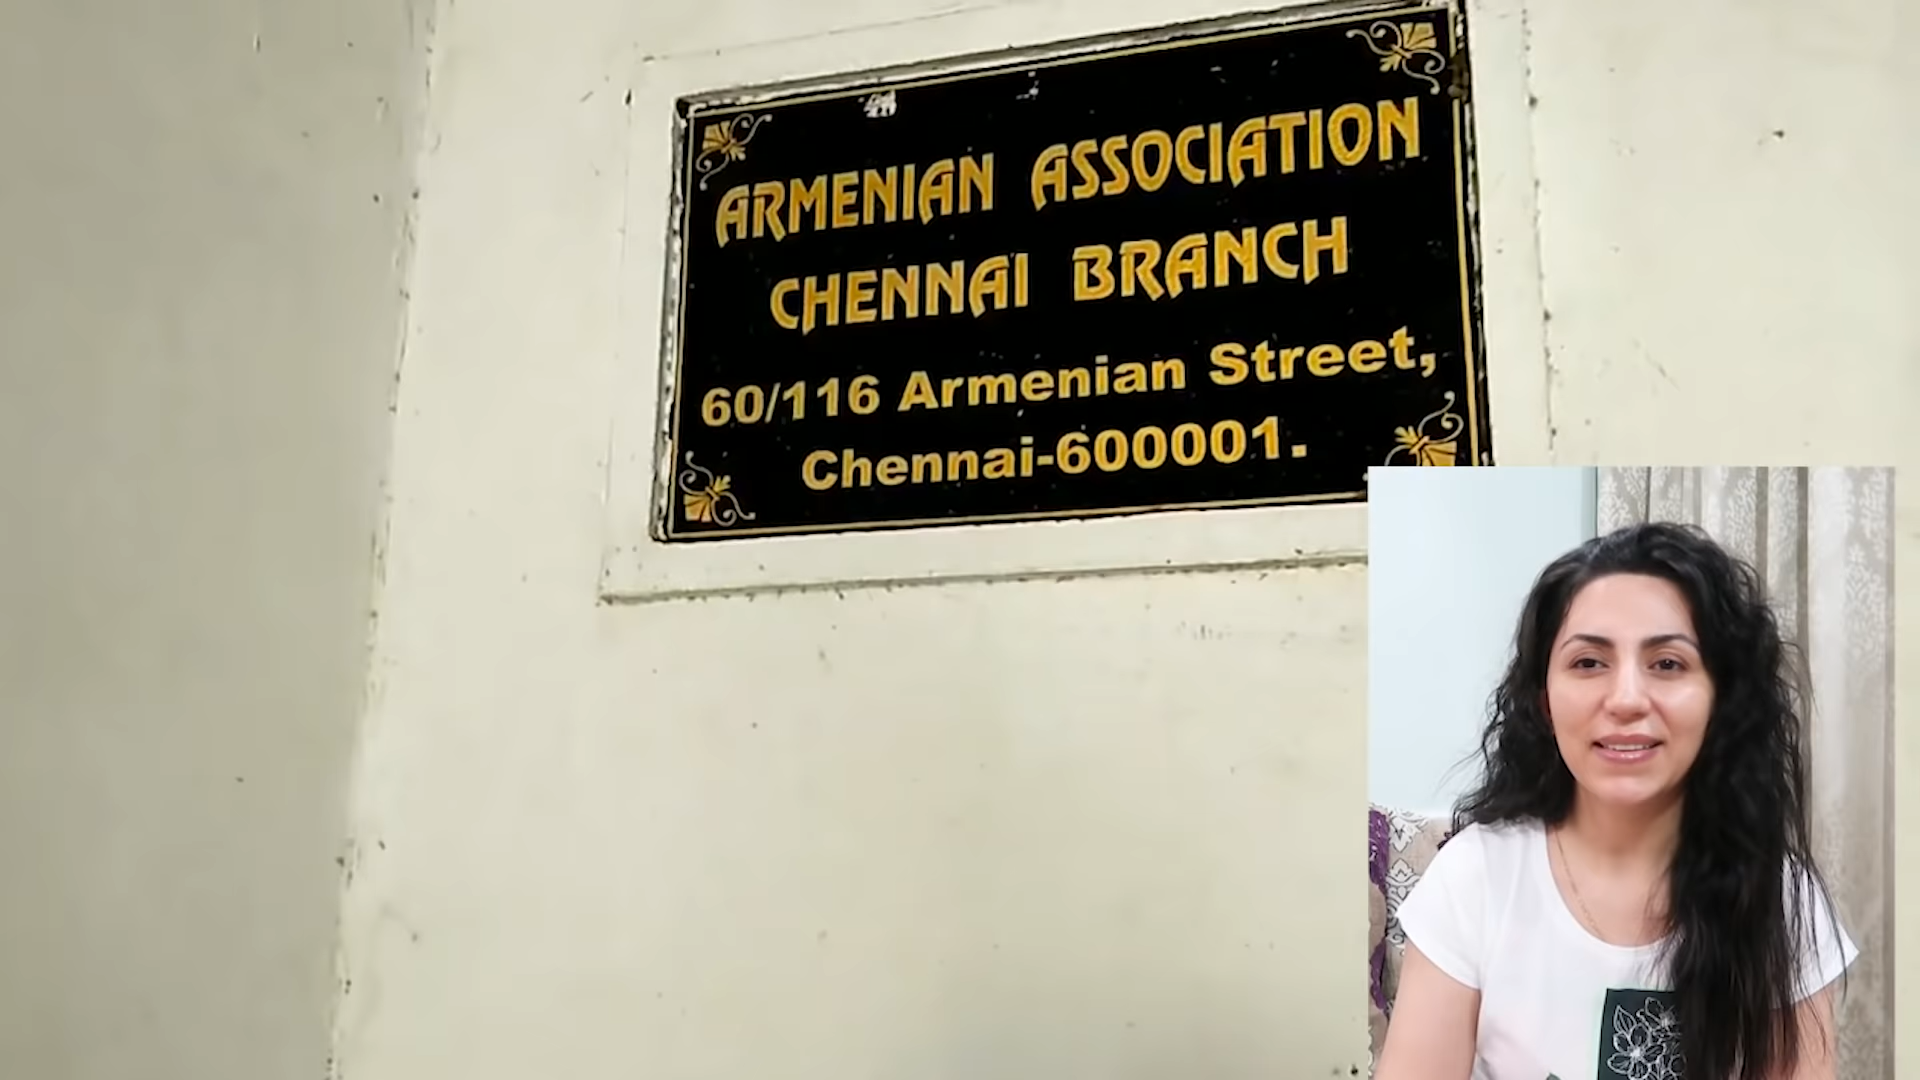 ARMENIAN ASSOCIATION
CHENNAI BRANCH
60/116 Armenian Street,
Chennai-600001.